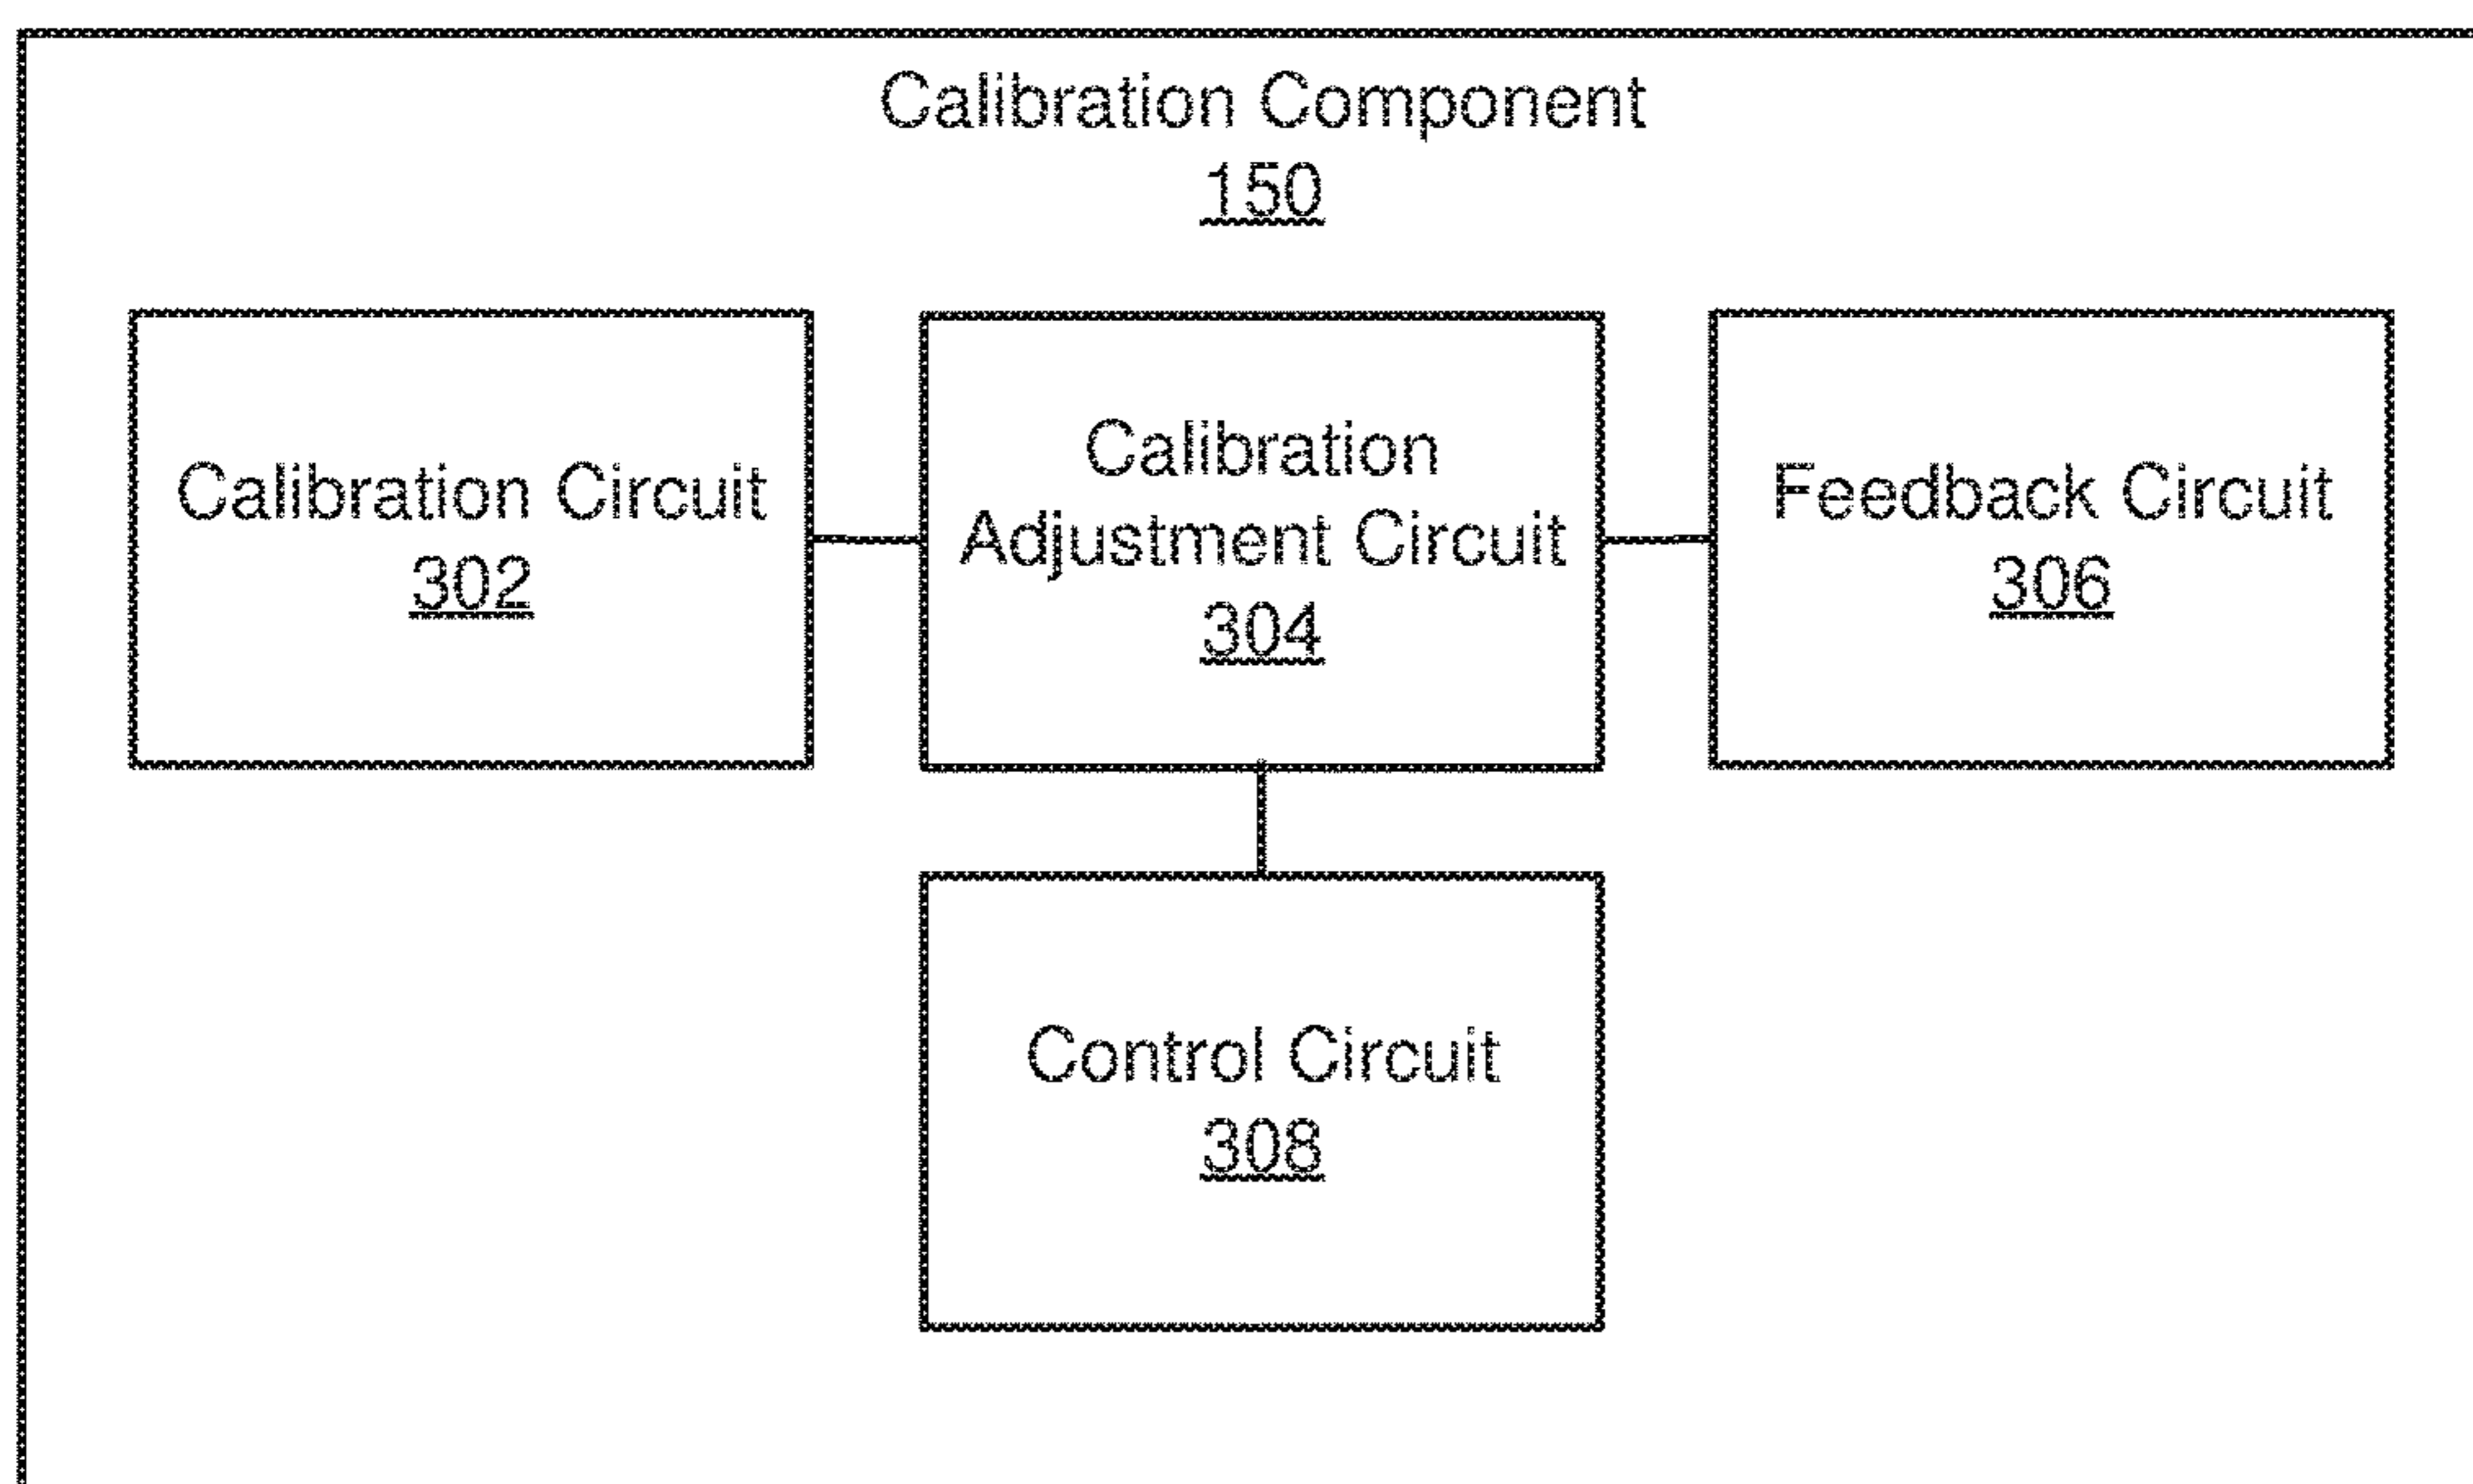 Calibration Component
150
Calibration Circuit
302
Calibration
Adjustment Circuit
304
Feedback Circuit
306
Control Circuit
308